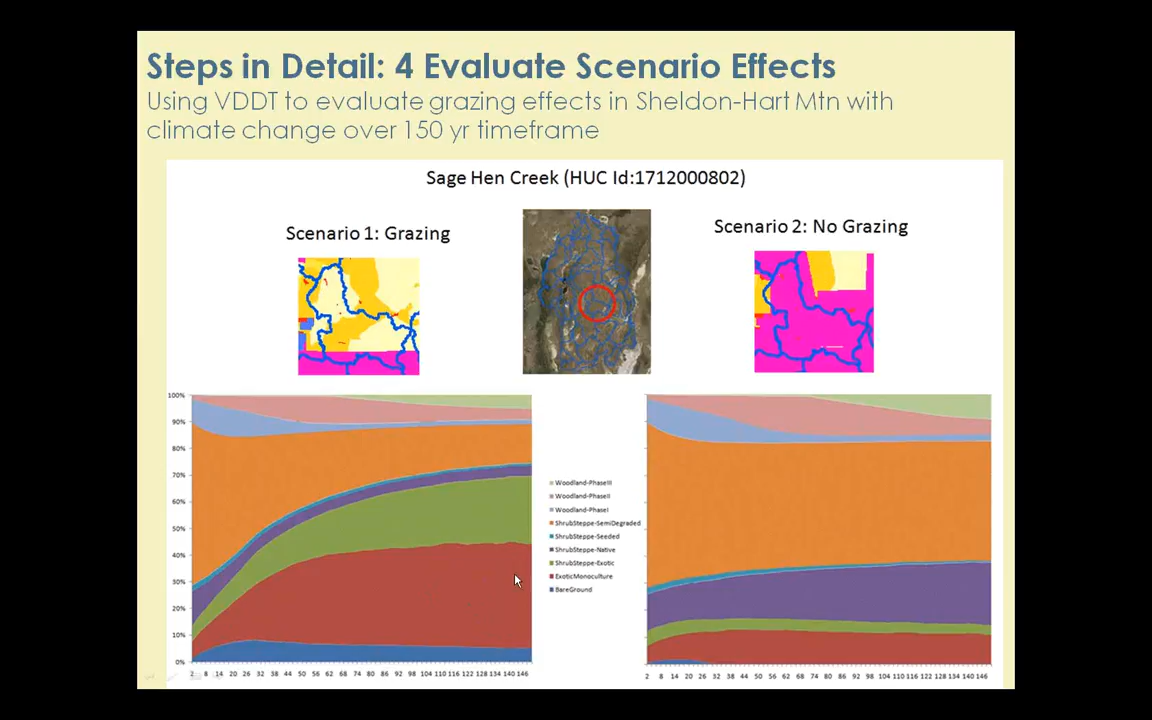 Steps in Detail: 4 Evaluate Scenario Effects
Using VDDT to evaluate grazing effects in Sheldon-Hart Mtn with
climate change over 150 yr timeframe
Sage Hen Creek (HUC Id:1712000802)
Scenario 1: Grazing
Scenario 2: No Grazing
100%
90%
80%
70%
60%
50%
40%
30%
20%
10%
0%
2 8 14 20 26 32 38 44 50 56 62 68 74 80 86 92 98 104 110 116 122 128 134 140 146
Woodland-PhaseIII
Woodland-PhaseII
Woodland-PhaseI
ShrubSteppe-SemiDegraded
ShrubSteppe-Seeded
ShrubSteppe-Native
ShrubSteppe-Exotic
ExoticMonoculture
BareGround
2 8 14 20 26 32 38 44 50 56 62 68 74 80 86 92 98 104 110 116 122 128 134 140 146